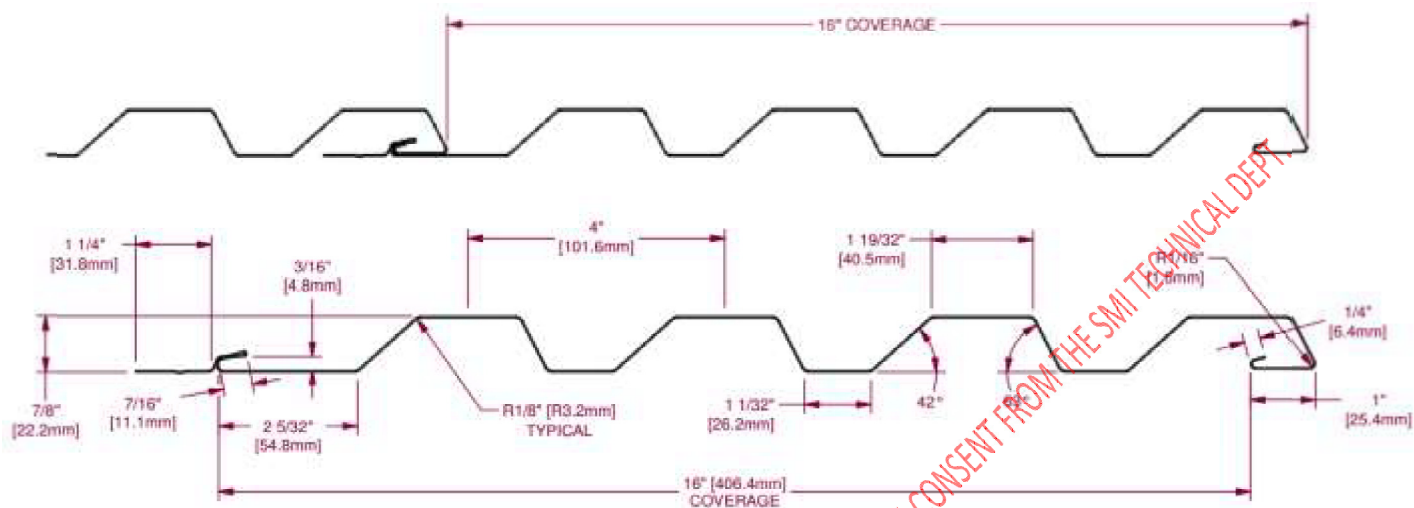 16" COVERAGE
1 1/4"
[31.8mm]
3/16"
[4.8mm]
4"
[101.6mm]
1 19/32"
[40.5mm]
R1/16"
[1.6mm]
1/4"
[6.4mm]
7/8"
[22.2mm]
7/16"
[11.1mm]
2 5/32"
[54.8mm]
R1/8" [R3.2mm]
TYPICAL
1 1/32"
[26.2mm]
42°
1"
[25.4mm]
16" [406.4mm]
COVERAGE
CONSENT FROM THE SMI TECHNICAL DEPT.